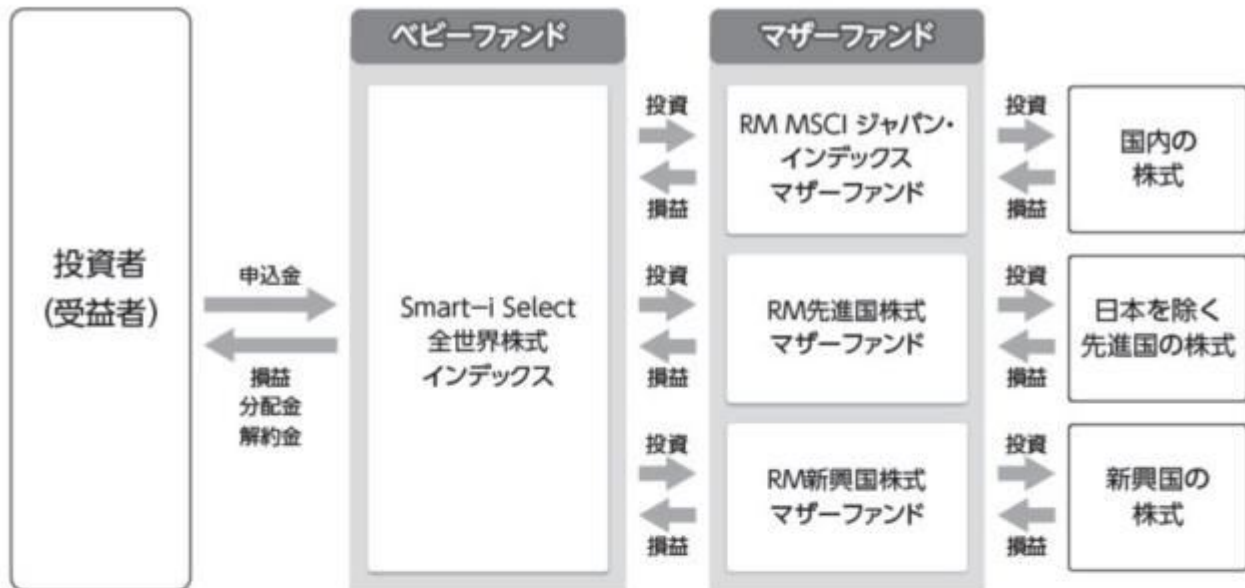 ベビーファンド
マザーファンド
投資者
(受益者)
申込金
損益
分配金
解約金
Smart-i Select
全世界株式
インデックス
投資
損益
RM MSCI ジャパン・
インデックス
マザーファンド
投資
損益
国内の
株式
投資
損益
RM先進国株式
マザーファンド
投資
損益
日本を除く
先進国の株式
投資
損益
RM新興国株式
マザーファンド
投資
損益
新興国の
株式